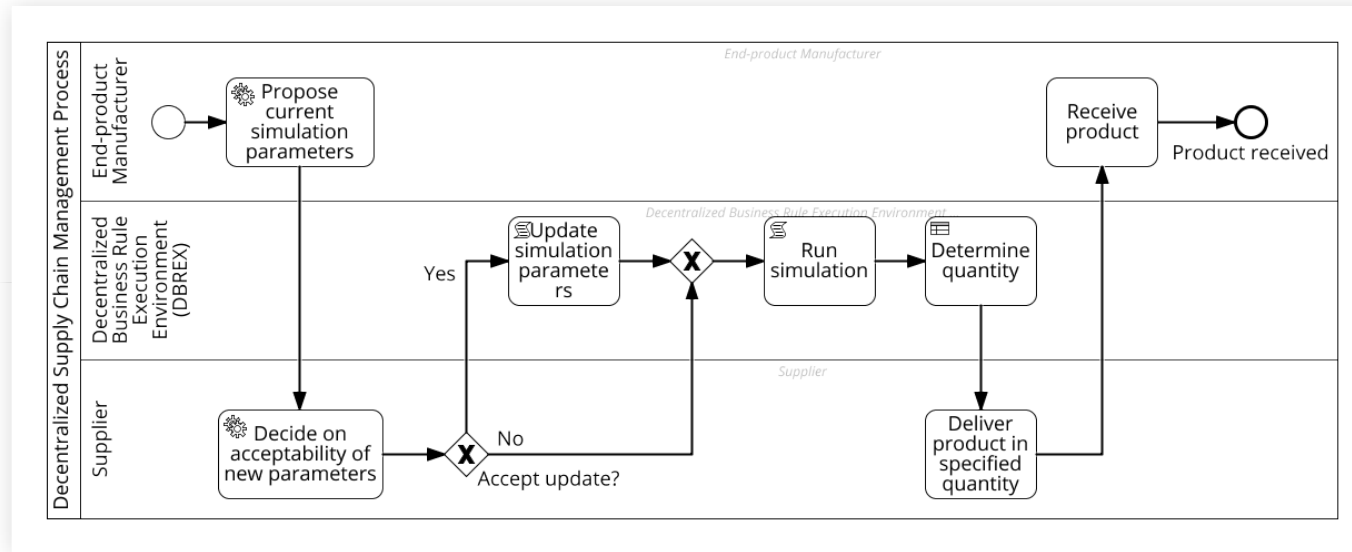 Decentralized Supply Chain Management Process
End-product
Manufacturer
End-product Manufacturer
Propose
current
simulation
parameters
Receive
product
Product received
Decentralized
Business Rule
Execution
Environment
(DBREX)
Decentralized Business Rule Execution Environment ...
Yes
Update
simulation
paramete
rs
X
Run
simulation
Determine
quantity
Supplier
Supplier
Decide on
acceptability of
new parameters
X
No
Accept update?
Deliver
product in
specified
quantity